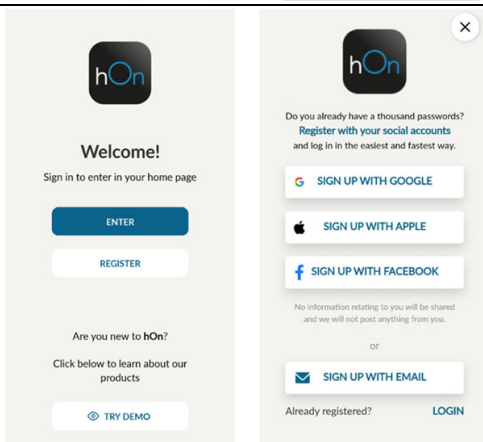 hOn
Welcome!
Sign in to enter in your home page
ENTER
REGISTER
Are you new to hOn?
Click below to learn about our
products
TRY DEMO
hOn
Do you already have a thousand passwords?
Register with your social accounts
and log in in the easiest and fastest way.
SIGN UP WITH GOOGLE
SIGN UP WITH APPLE
SIGN UP WITH FACEBOOK
No information relating to you will be shared
and we will not post anything from you.
or
SIGN UP WITH EMAIL
Already registered? LOGIN